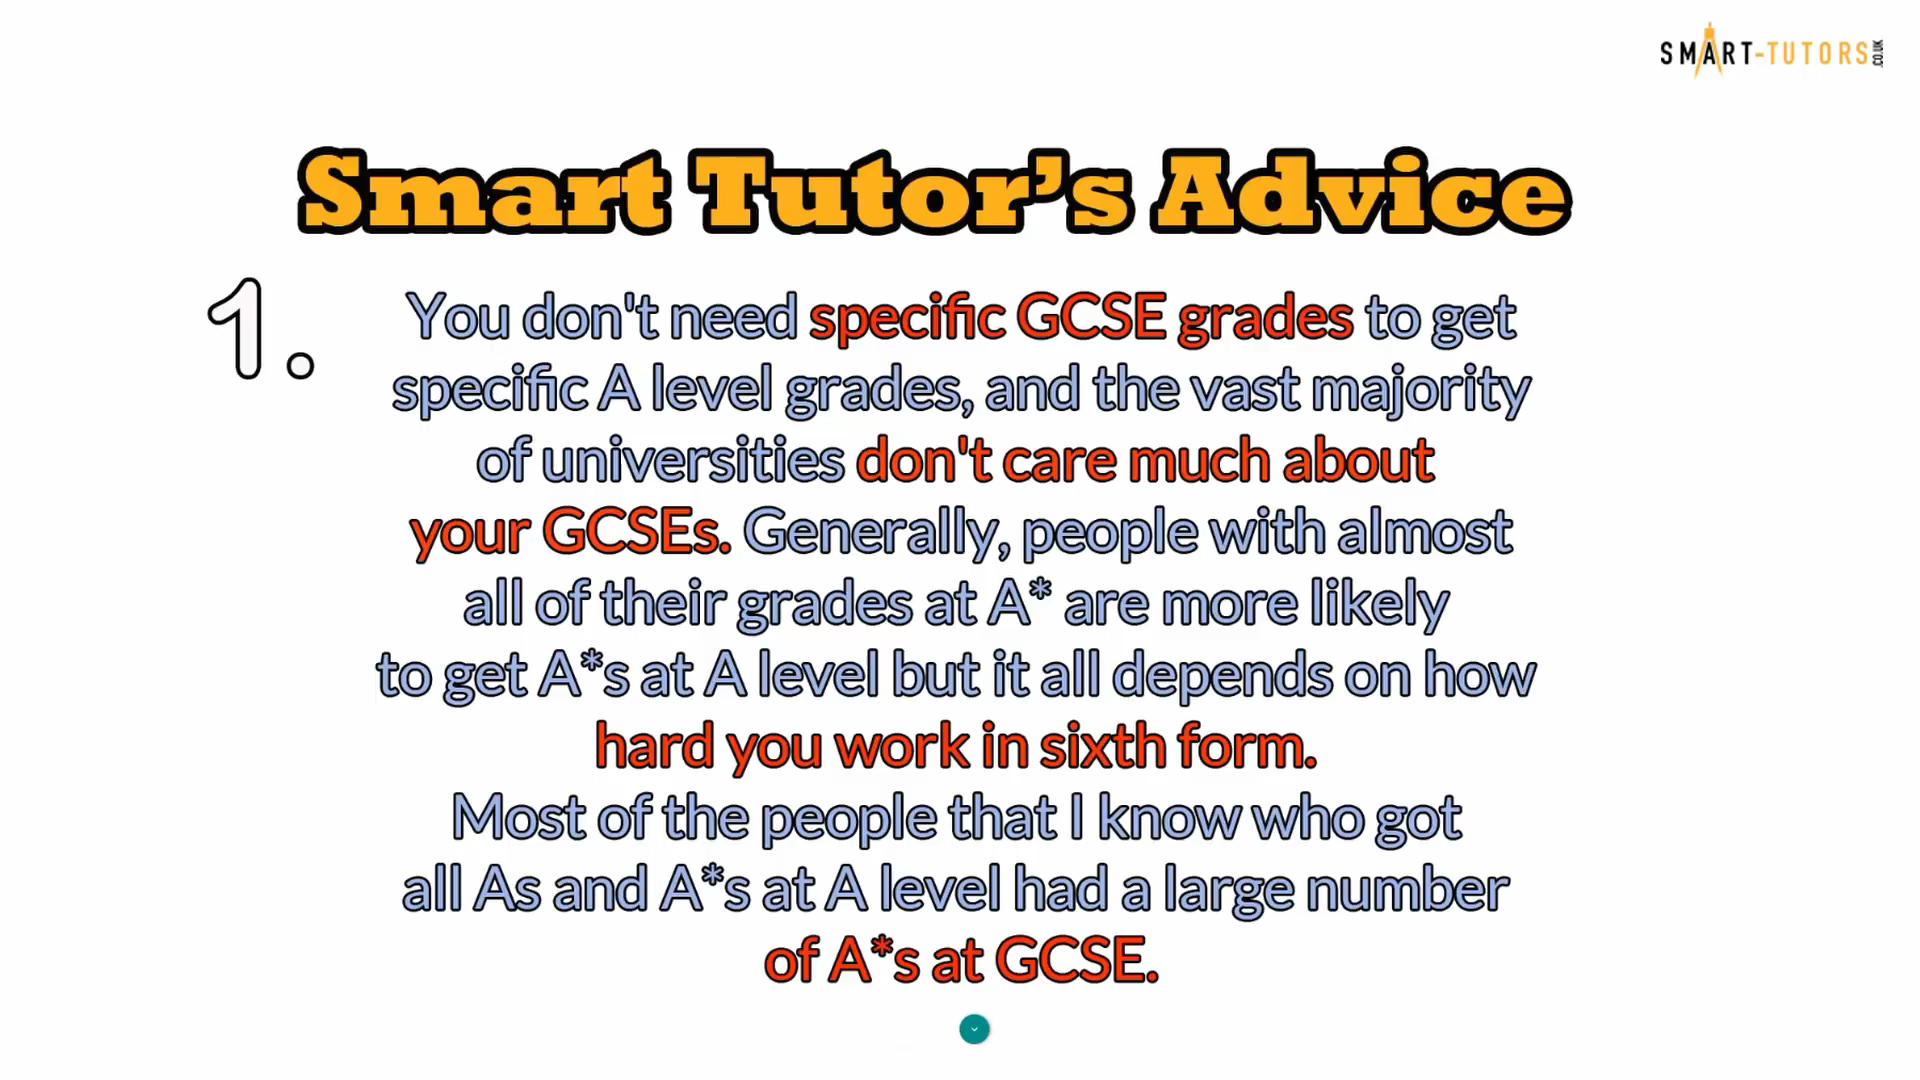 SMART-TUTORS.CO.UK
Smart Tutor's Advice
1.
You don't need specific GCSE grades to get
specific A level grades, and the vast majority
of universities don't care much about
your GCSEs. Generally, people with almost
all of their grades at A* are more likely
to get A*s at A level but it all depends on how
hard you work in sixth form.
Most of the people that I know who got
all As and A*s at A level had a large number
of A*s at GCSE.